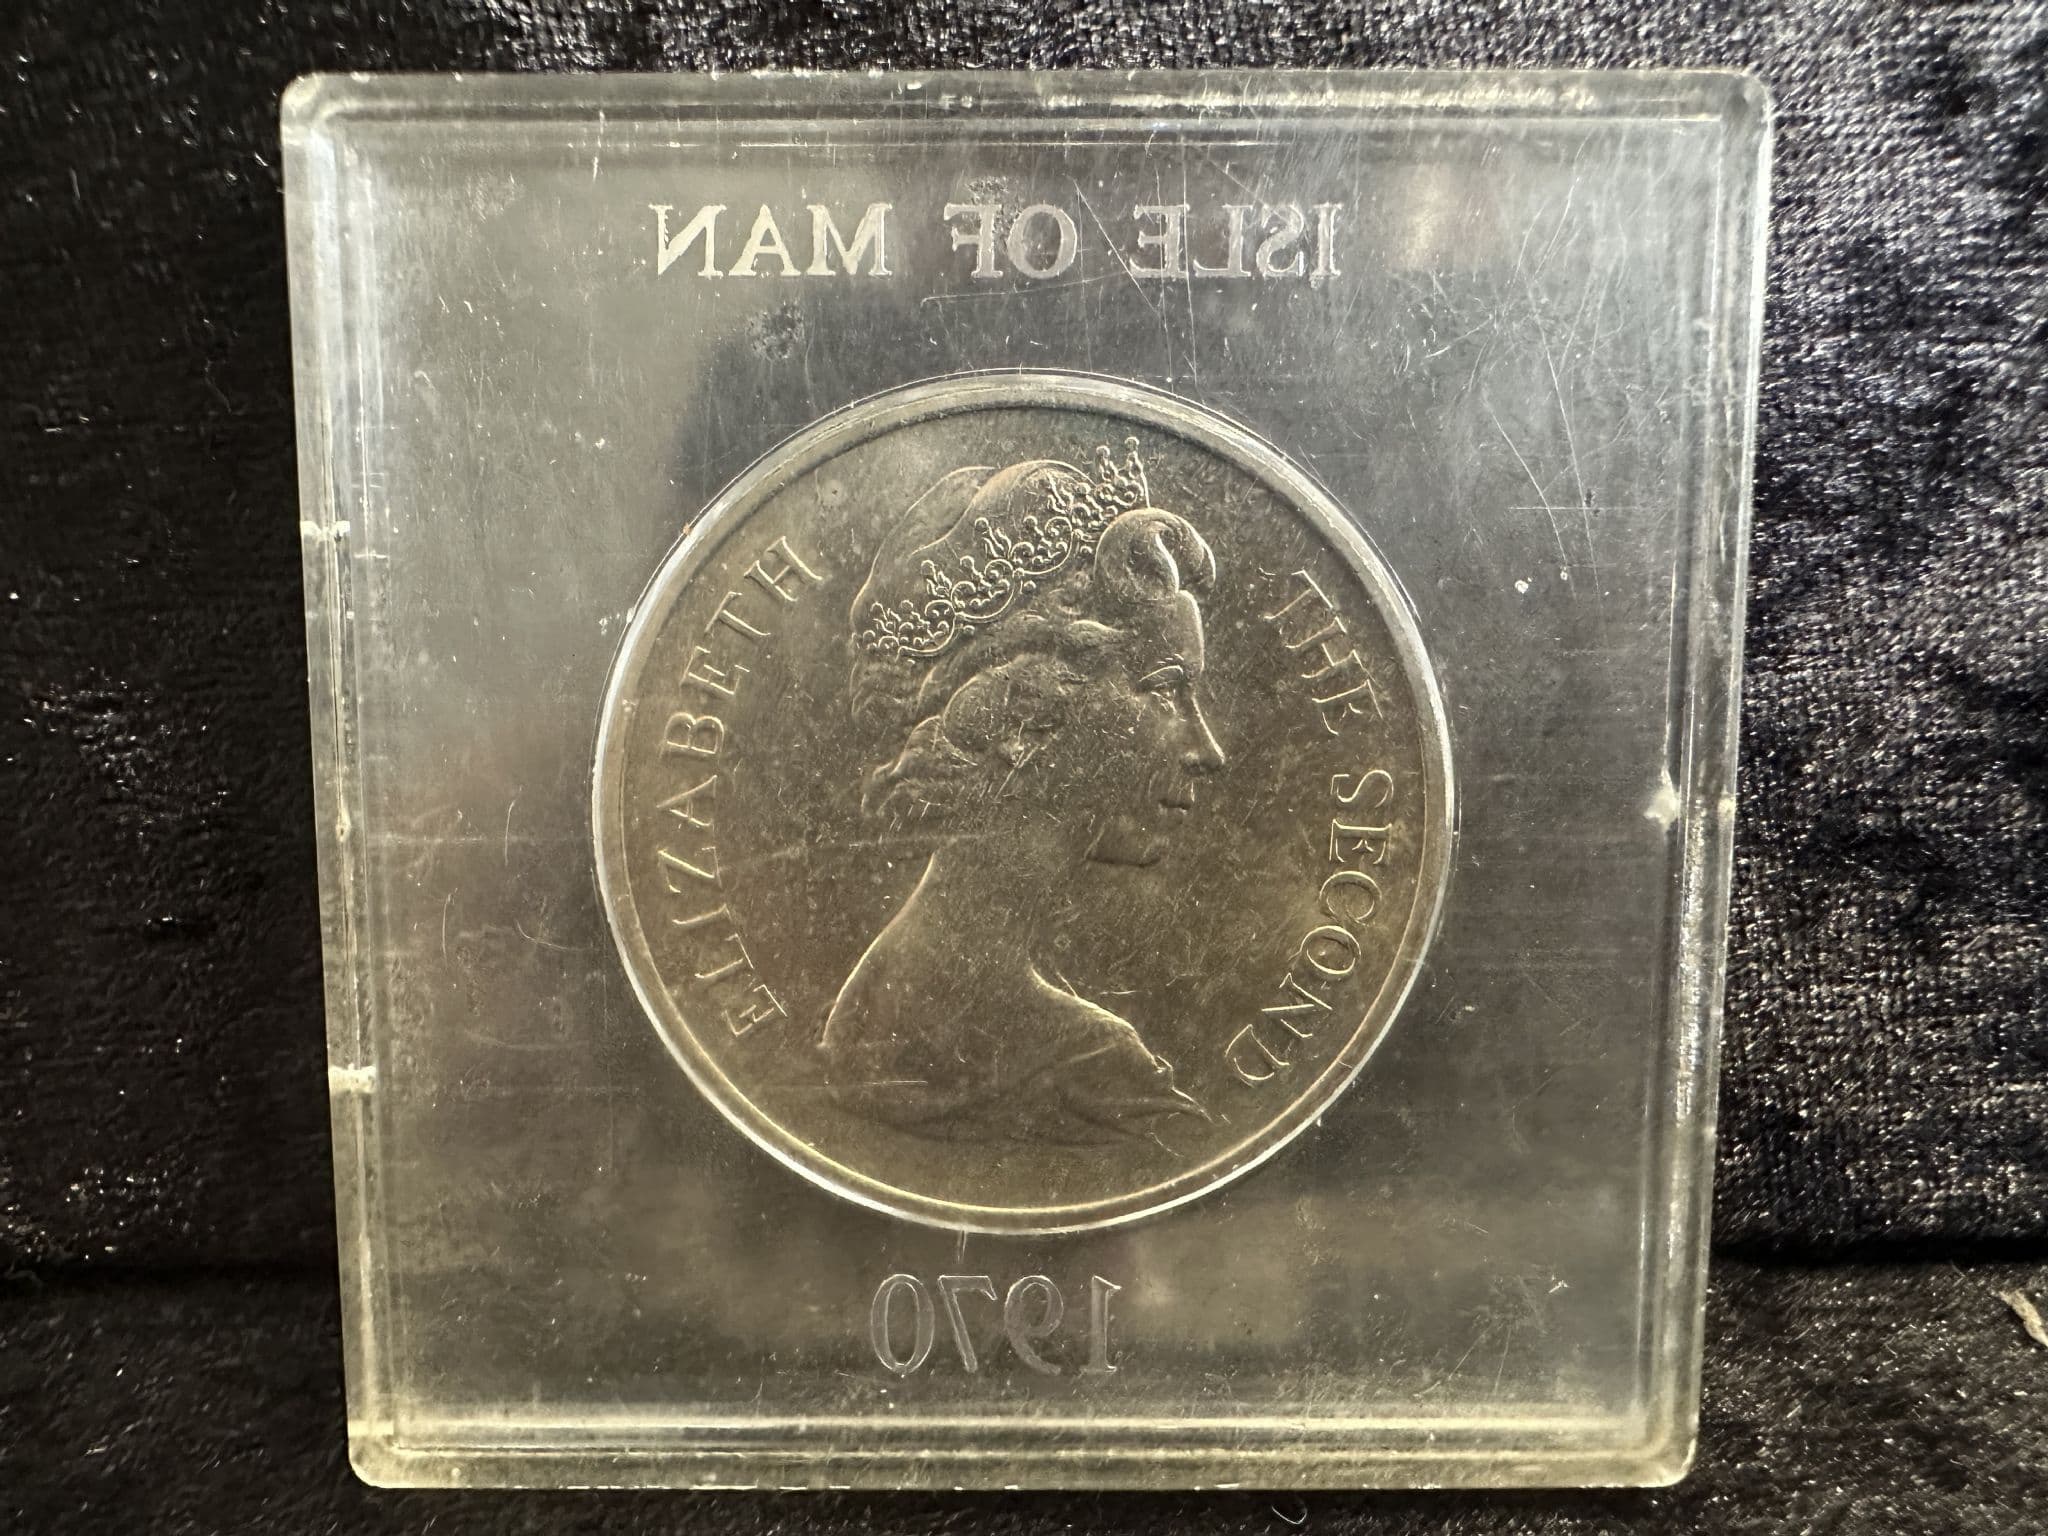 ISLE OF MAN
ELIZABETH THE SECOND
1970